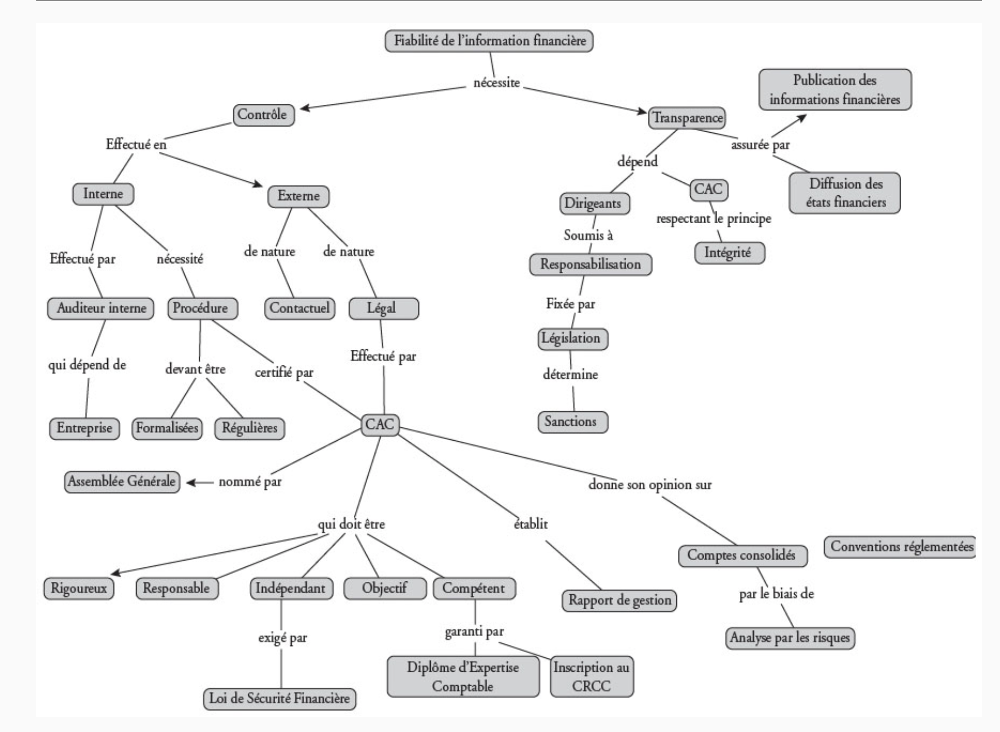 Fiabilité de l'information financière
nécessite
Publication des
informations financières
Contrôle
Transparence
Effectué en
assurée par
dépend
Interne
Externe
Dirigeants
CAC
Diffusion des
états financiers
respectant le principe
Soumis à
Intégrité
Effectué par
nécessité
de nature
de nature
Responsabilisation
Auditeur interne
Procédure
Contactuel
Légal
Fixée par
Législation
qui dépend de
devant être
certifié par
Effectué par
détermine
Entreprise
Formalisées
Régulières
CAC
Sanctions
Assemblée Générale
nommé par
donne son opinion sur
qui doit être
établit
Comptes consolidés
Conventions réglementées
Rigoureux
Responsable
Indépendant
Objectif
Compétent
Rapport de gestion
par le biais de
exigé par
garanti par
Analyse par les risques
Diplôme d'Expertise
Comptable
Inscription au
CRCC
Loi de Sécurité Financière